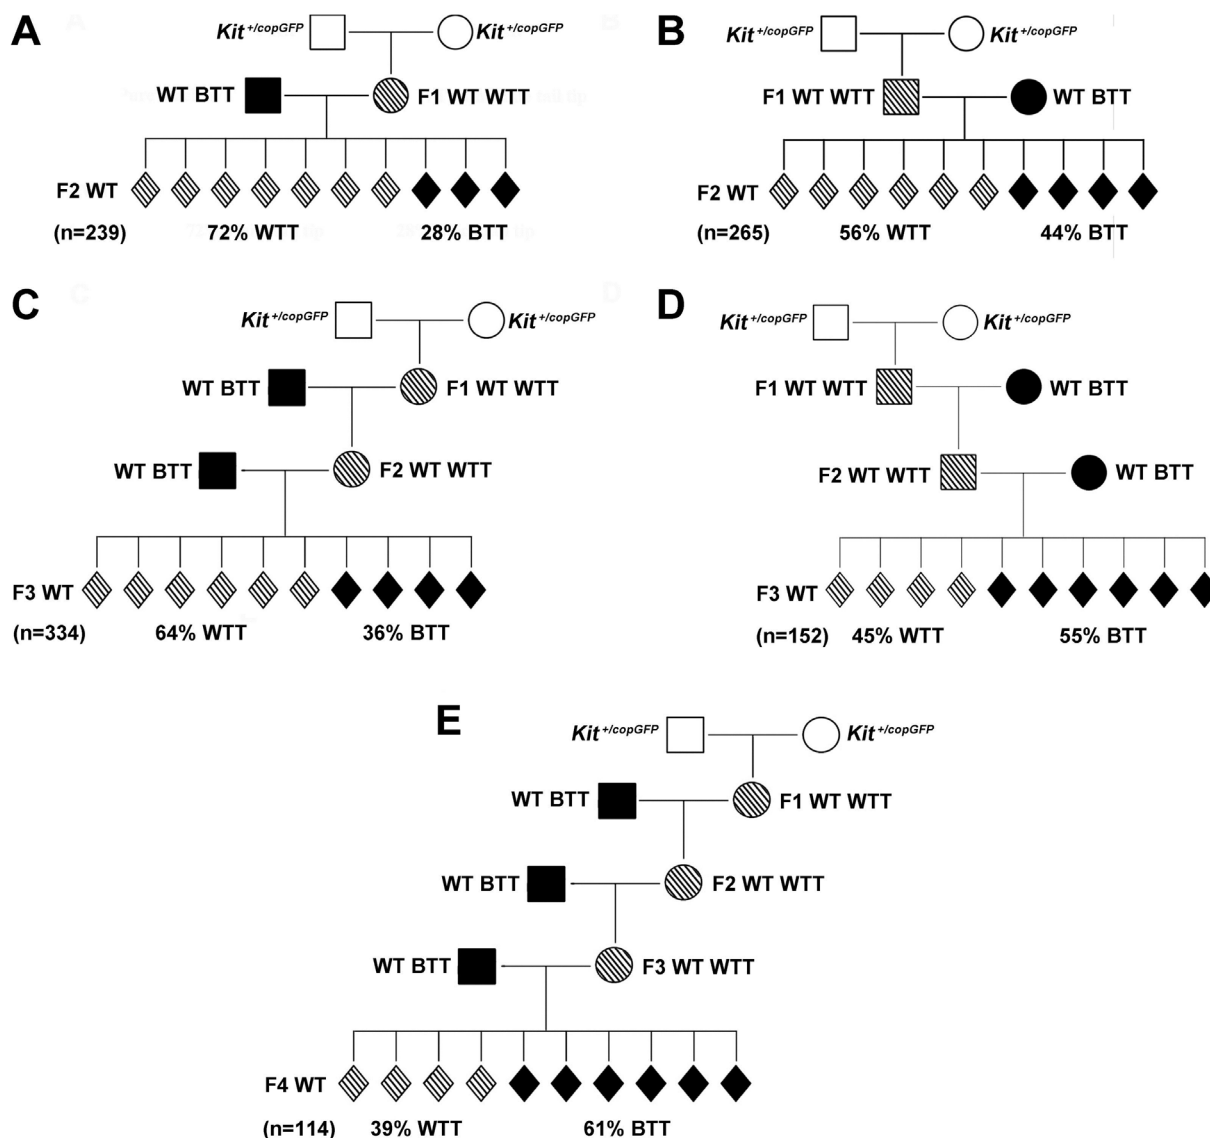 A
Kit+/copGFP Kit+/copGFP
WT BTT F1 WT WTT
F2 WT
(n=239) 72% WTT 28% BTT
B
Kit+/copGFP Kit+/copGFP
F1 WT WTT WT BTT
F2 WT
(n=265) 56% WTT 44% BTT
C
Kit+/copGFP Kit+/copGFP
WT BTT F1 WT WTT
WT BTT F2 WT WTT
F3 WT
(n=334) 64% WTT 36% BTT
D
Kit+/copGFP Kit+/copGFP
F1 WT WTT WT BTT
F2 WT WTT WT BTT
F3 WT
(n=152) 45% WTT 55% BTT
E
Kit+/copGFP Kit+/copGFP
WT BTT F1 WT WTT
WT BTT F2 WT WTT
WT BTT F3 WT WTT
F4 WT
(n=114) 39% WTT 61% BTT